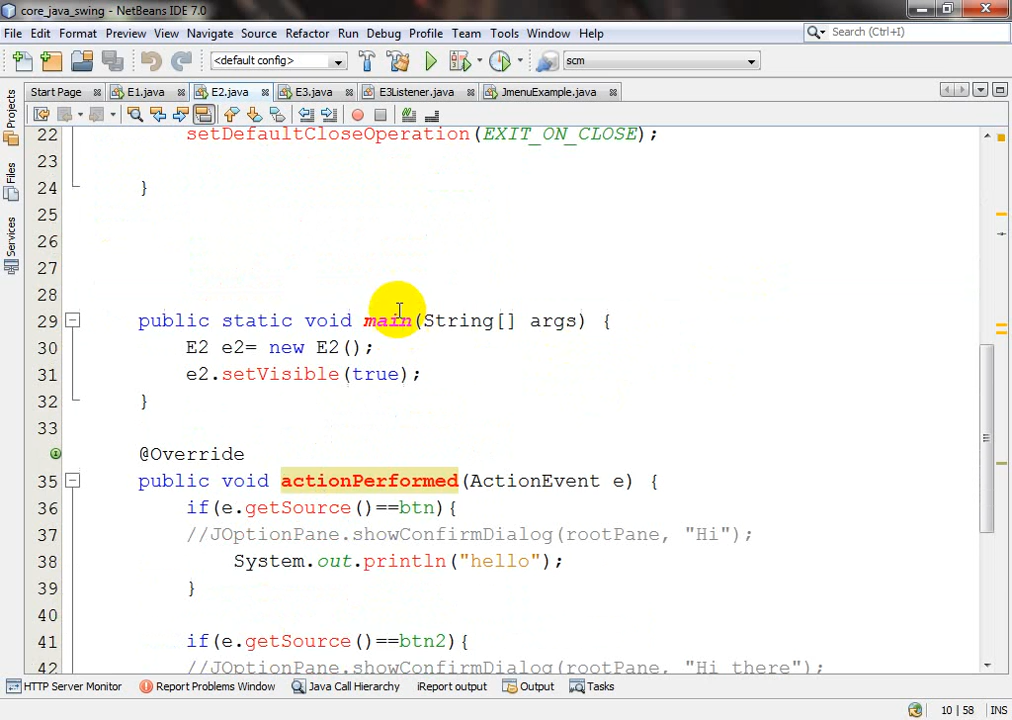 core_java_swing - NetBeans IDE 7.0
File Edit Format Preview View Navigate Source Refactor Run Debug Profile Team Tools Window Help
Search (Ctrl+I)
<default config>
scm
Start Page E1.java E2.java E3.java E3Listener.java JmenuExample.java
Projects
Files
Services
22 setDefaultCloseOperation(EXIT_ON_CLOSE);
23
24 }
25
26
27
28
29 public static void main(String[] args) {
30 E2 e2= new E2();
31 e2.setVisible(true);
32 }
33
@Override
35 public void actionPerformed(ActionEvent e) {
36 if(e.getSource()==btn){
37 //JOptionPane.showConfirmDialog(rootPane, "Hi");
38 System.out.println("hello");
39 }
40
41 if(e.getSource()==btn2){
42 //JOptionPane.showConfirmDialog(rootPane, "Hi there");
HTTP Server Monitor Report Problems Window Java Call Hierarchy iReport output Output Tasks
10 | 58 INS